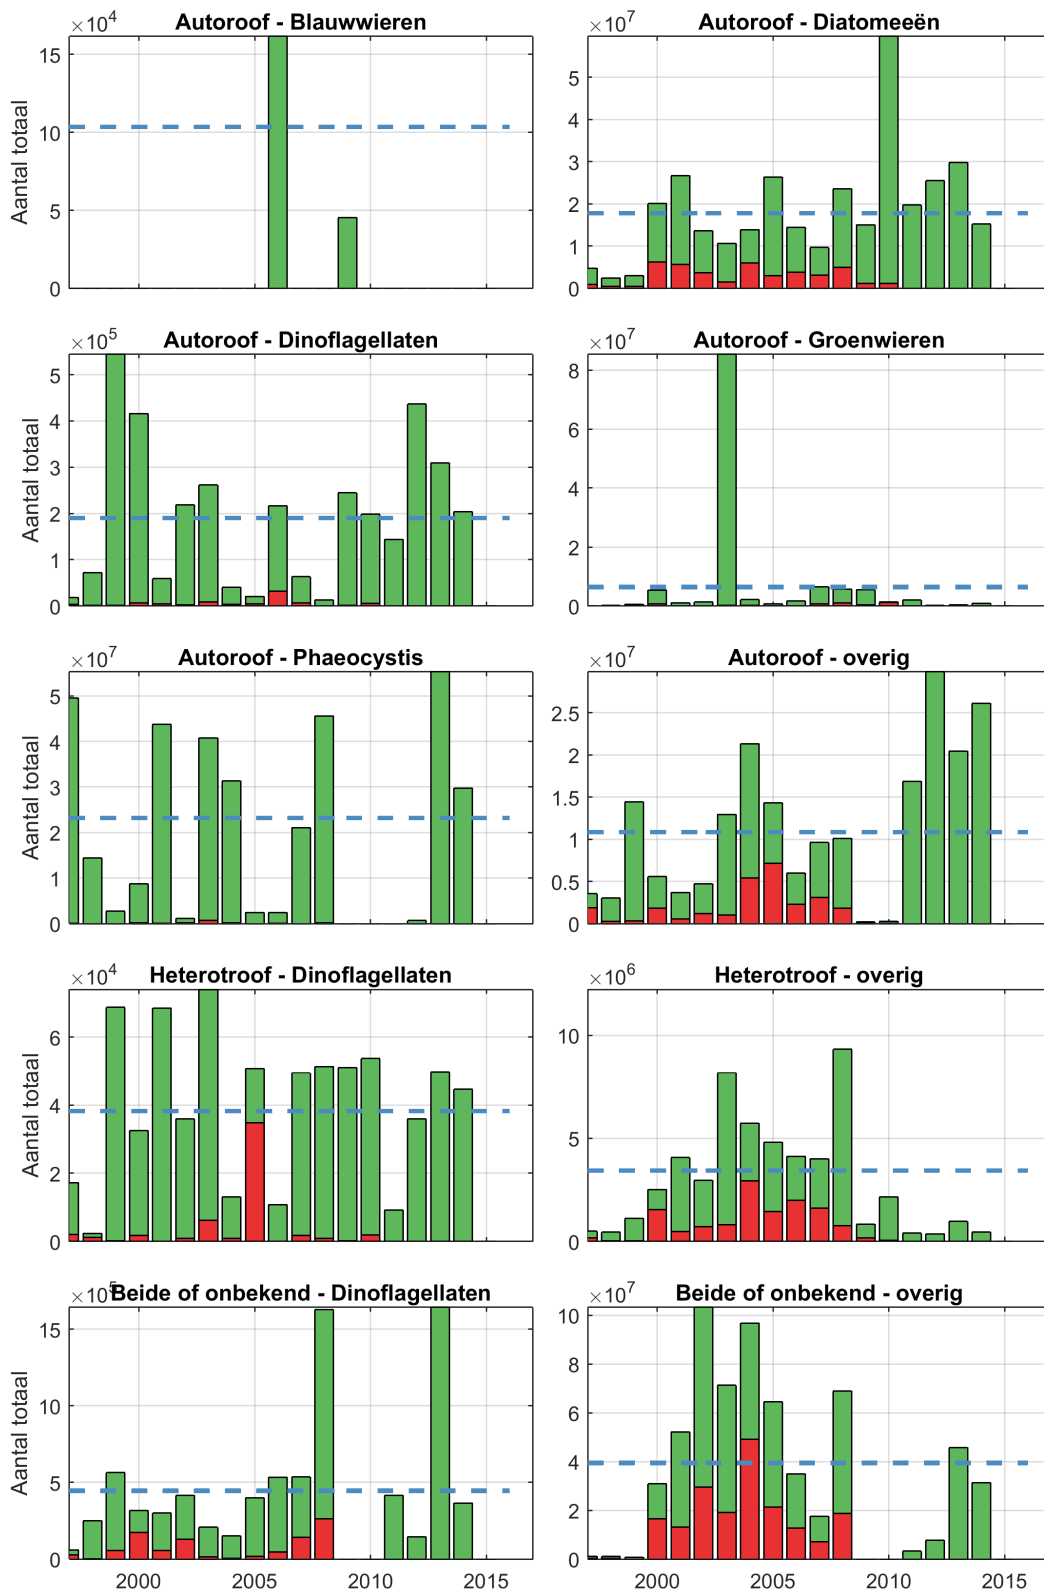 ×10⁴ Autoroof - Blauwwieren
Aantal totaal
15
10
5
0
×10⁷ Autoroof - Diatomeeën
5
4
3
2
1
0
×10⁵ Autoroof - Dinoflagellaten
Aantal totaal
5
4
3
2
1
0
×10⁷ Autoroof - Groenwieren
8
6
4
2
0
×10⁷ Autoroof - Phaeocystis
Aantal totaal
5
4
3
2
1
0
×10⁷ Autoroof - overig
2.5
2
1.5
1
0.5
0
×10⁴ Heterotroof - Dinoflagellaten
Aantal totaal
6
4
2
0
×10⁶ Heterotroof - overig
10
5
0
×10⁵ Beide of onbekend - Dinoflagellaten
Aantal totaal
15
10
5
0
2000 2005 2010 2015
×10⁷ Beide of onbekend - overig
10
8
6
4
2
0
2000 2005 2010 2015